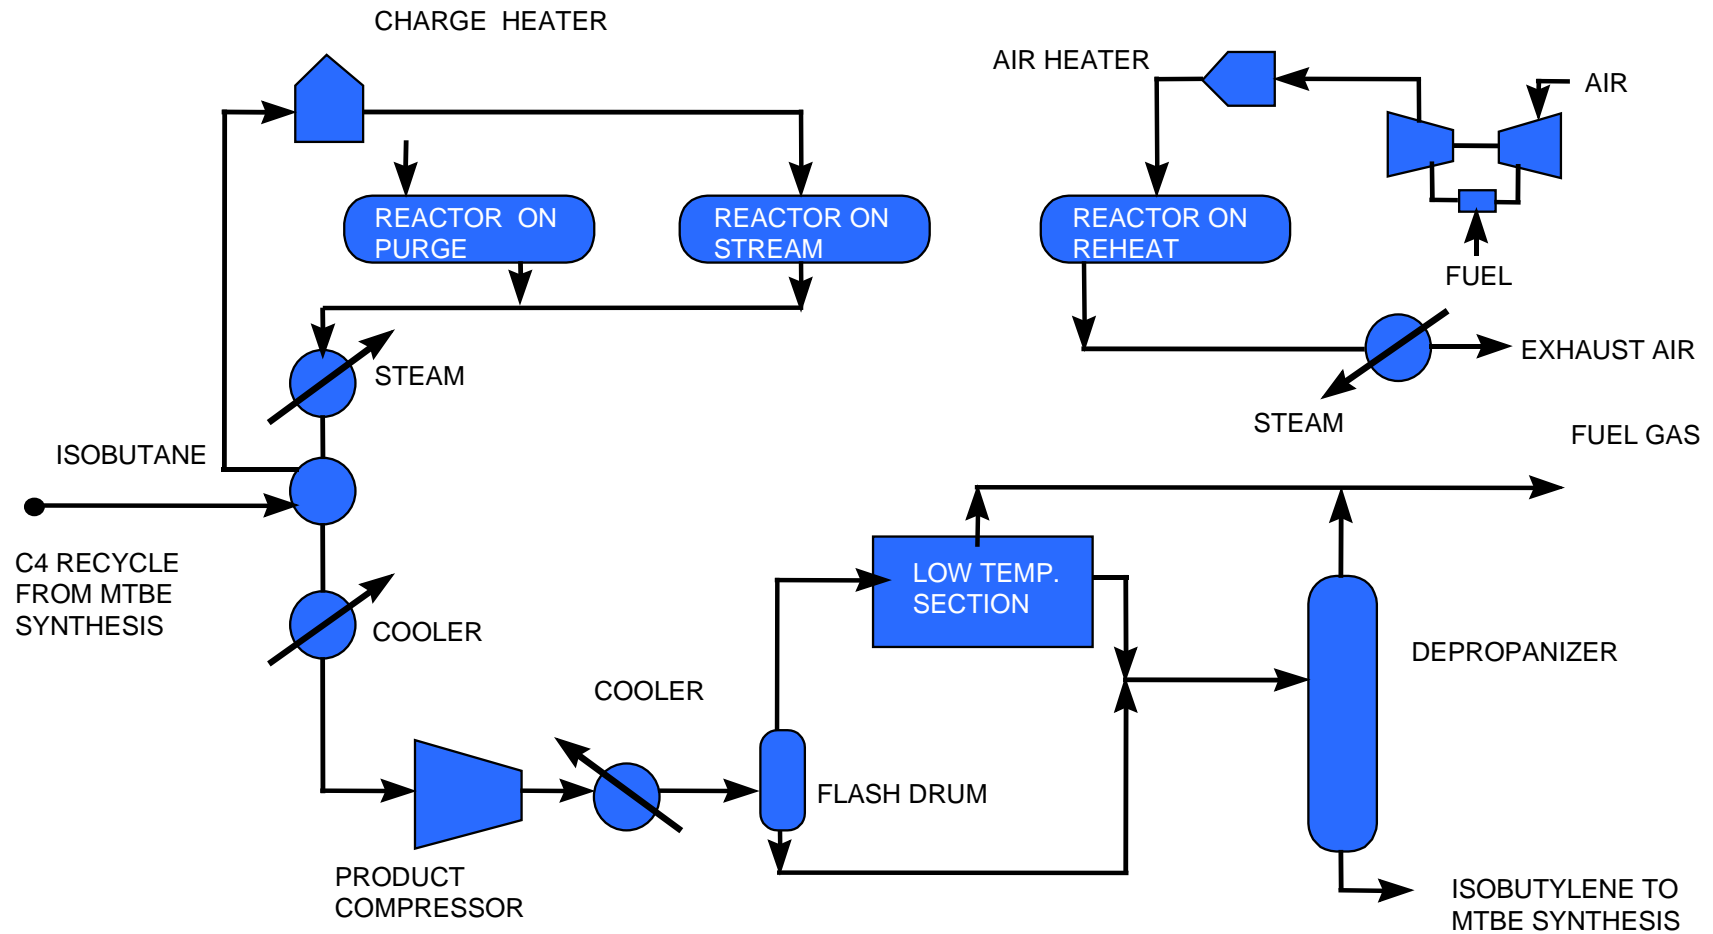 CHARGE HEATER
AIR HEATER
AIR
REACTOR ON
PURGE
REACTOR ON
STREAM
REACTOR ON
REHEAT
FUEL
EXHAUST AIR
STEAM
STEAM
FUEL GAS
ISOBUTANE
C4 RECYCLE
FROM MTBE
SYNTHESIS
LOW TEMP.
SECTION
COOLER
DEPROPANIZER
COOLER
FLASH DRUM
PRODUCT
COMPRESSOR
ISOBUTYLENE TO
MTBE SYNTHESIS